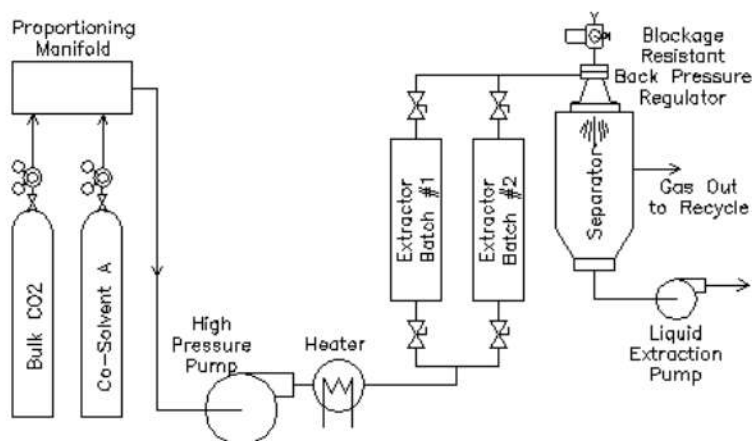 Proportioning
Manifold
Blockage
Resistant
Back Pressure
Regulator
Bulk CO2
Co-Solvent A
High
Pressure
Pump
Heater
Extractor
Batch #1
Extractor
Batch #2
Separator
Gas Out
to Recycle
Liquid
Extraction
Pump